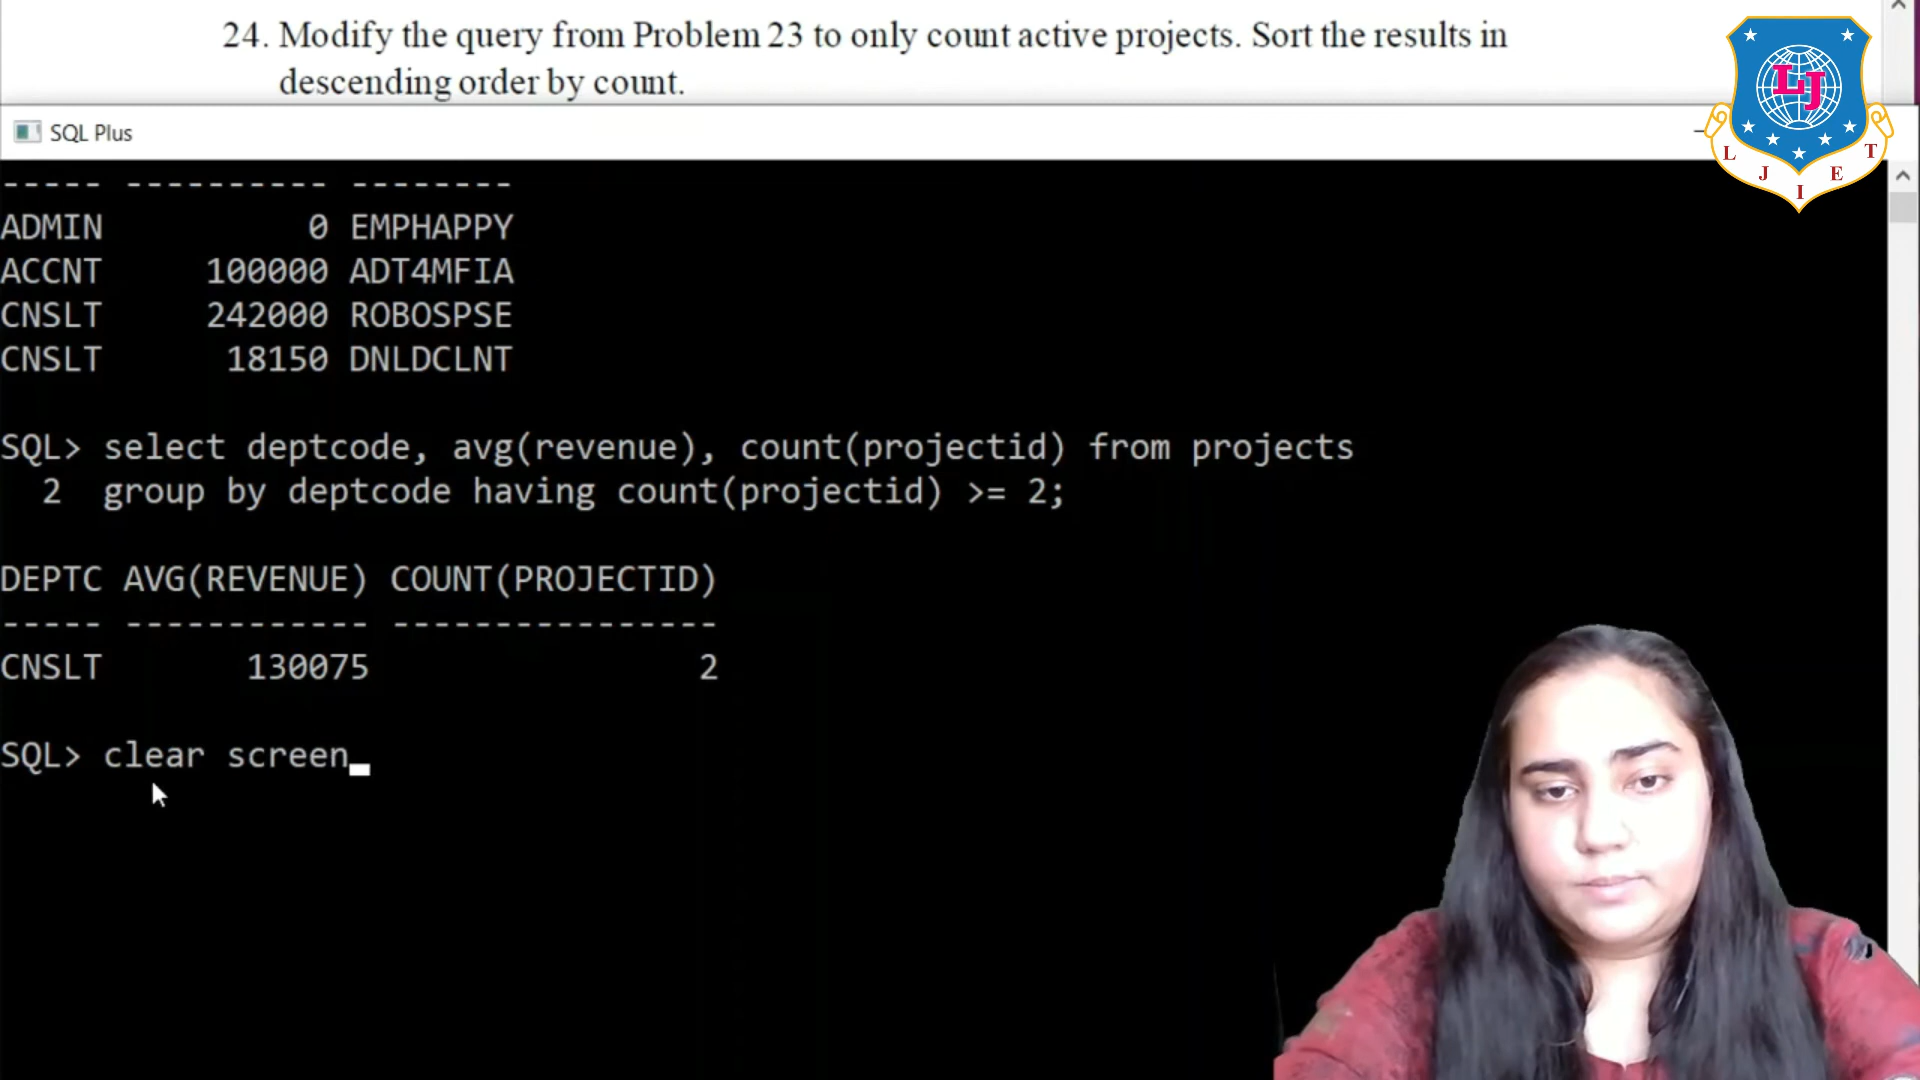 24. Modify the query from Problem 23 to only count active projects. Sort the results in
descending order by count.
SQL Plus
----- ---------- --------
ADMIN 0 EMPHAPPY
ACCNT 100000 ADT4MFIA
CNSLT 242000 ROBOSPSE
CNSLT 18150 DNLDCLNT
SQL> select deptcode, avg(revenue), count(projectid) from projects
2 group by deptcode having count(projectid) >= 2;
DEPTC AVG(REVENUE) COUNT(PROJECTID)
----- ------------ ----------------
CNSLT 130075 2
SQL> clear screen
LJ
L J I E T